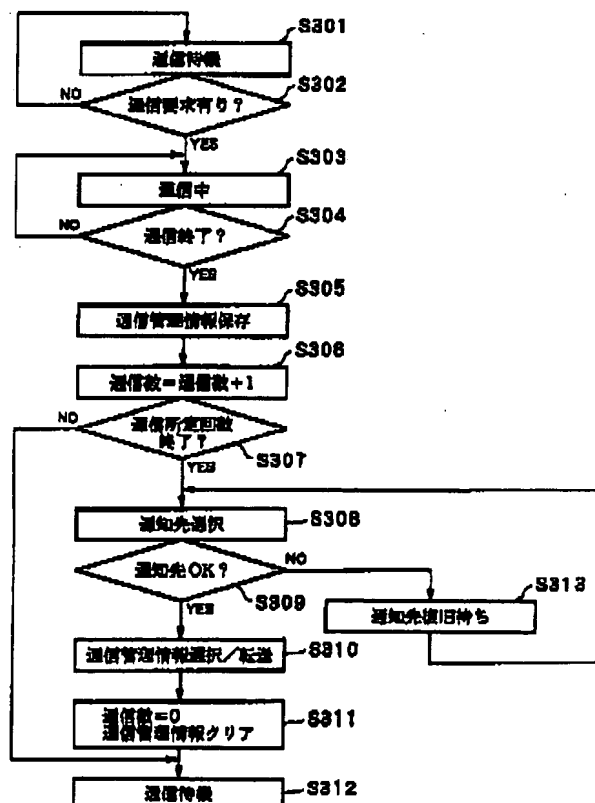 S301
通信待機
S302
NO
通信要求有り？
YES
S303
通信中
S304
NO
通信終了？
YES
S305
通信管理情報保存
S306
通信数＝通信数＋1
NO
通信所定回数
終了？
S307
YES
S308
通知先選択
通知先OK？
NO
S309
YES
S313
通知先復旧待ち
通信管理情報選択／転送
S310
通信数＝0
通信管理情報クリア
S311
通信待機
S312